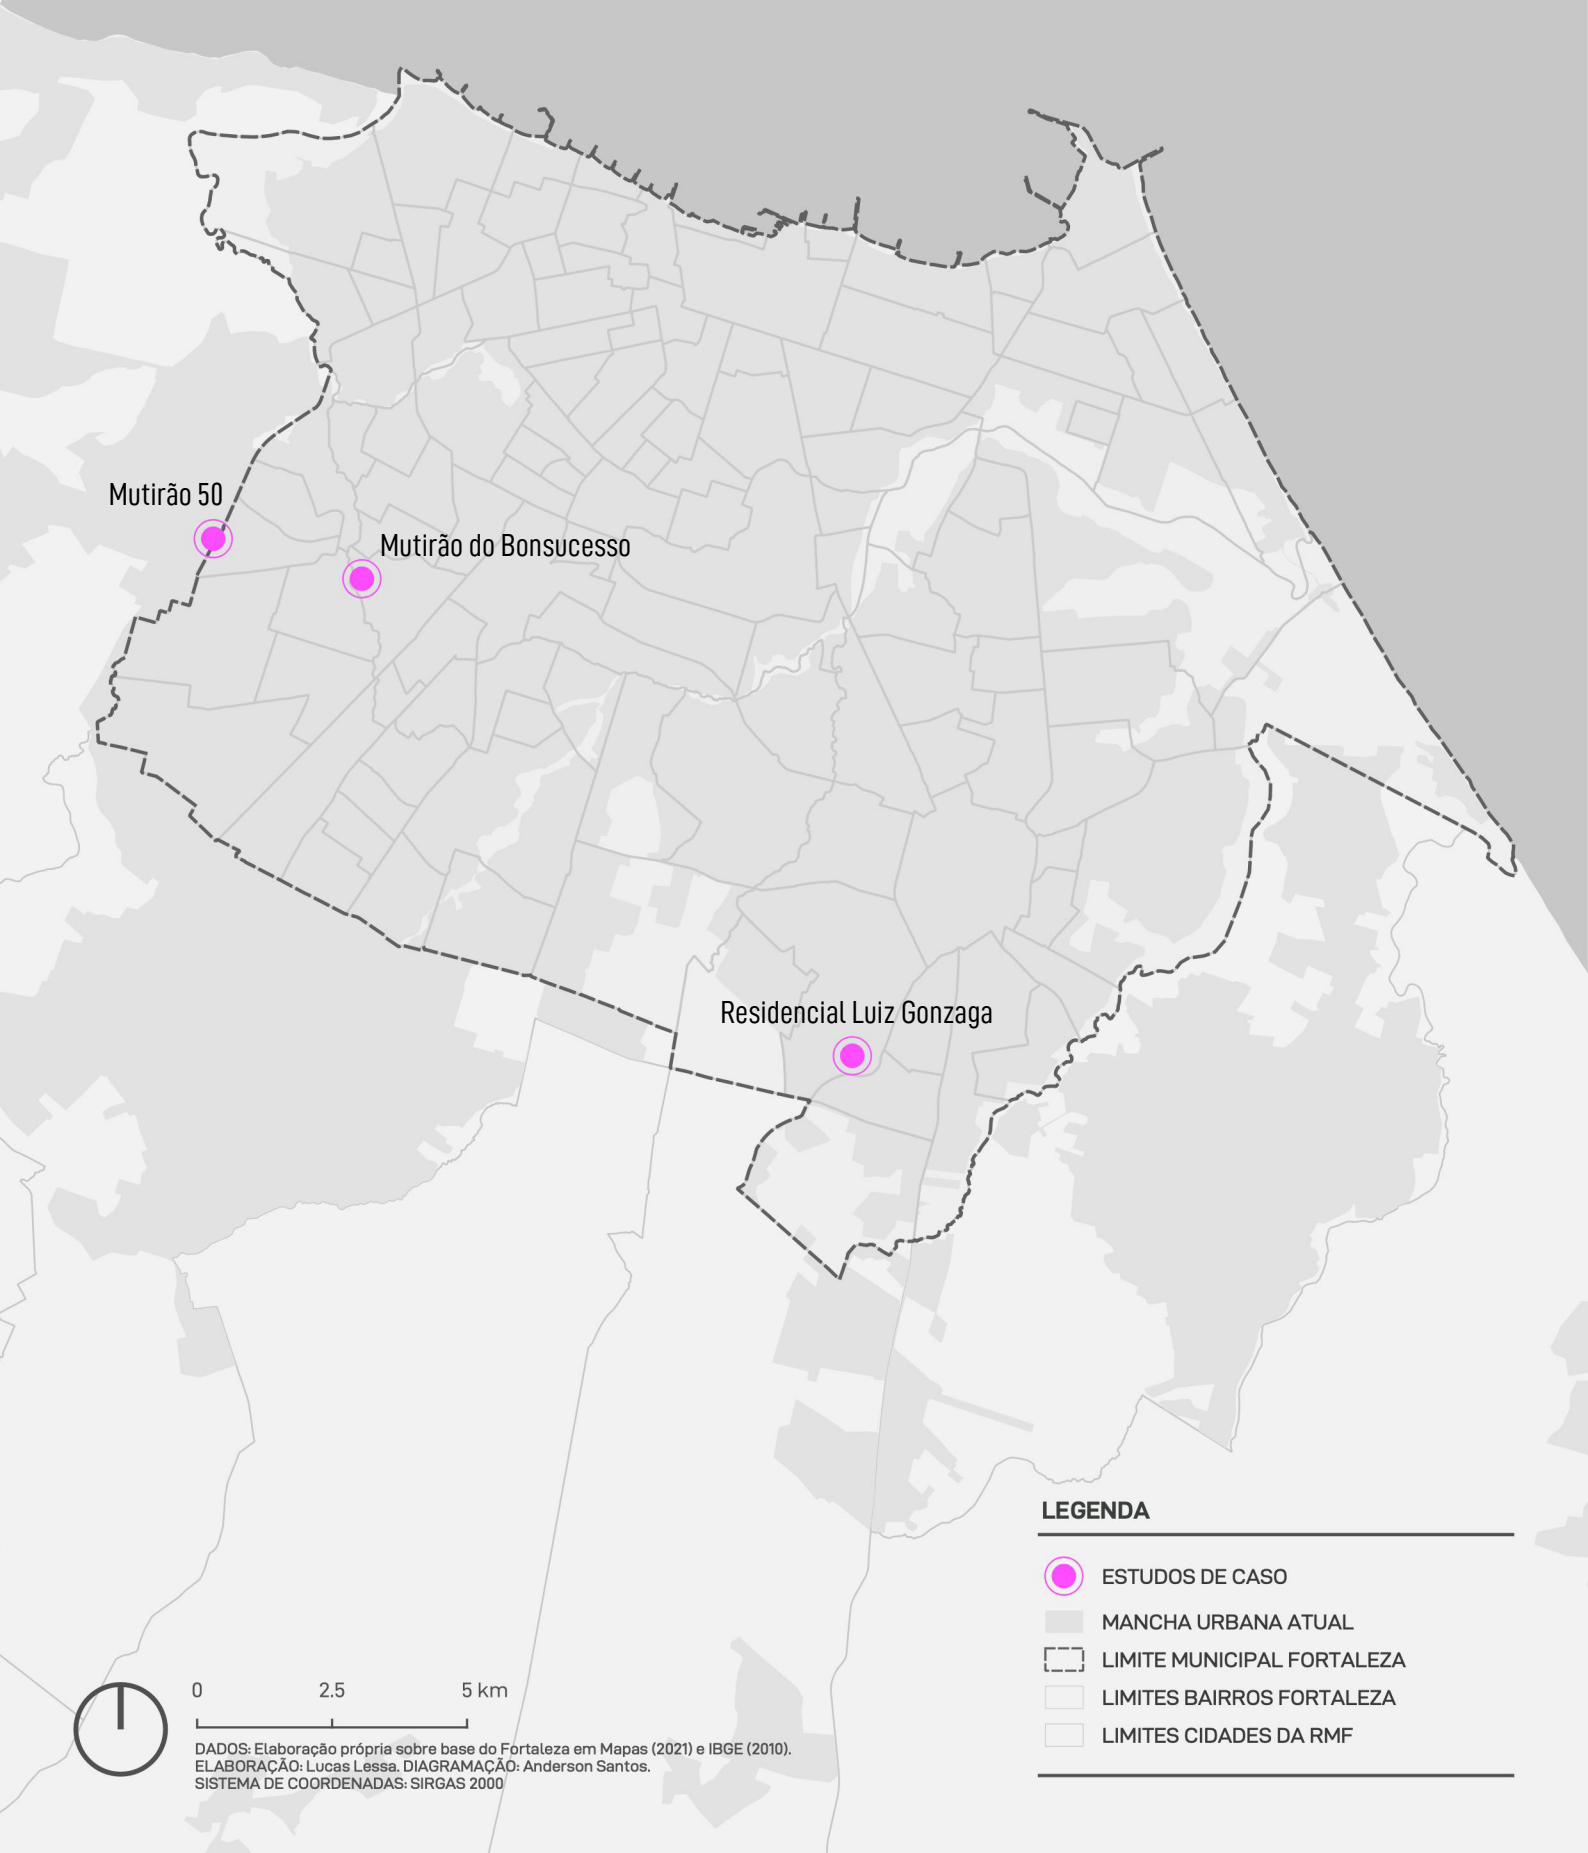 Mutirão 50
Mutirão do Bonsucesso
Residencial Luiz Gonzaga
LEGENDA
ESTUDOS DE CASO
MANCHA URBANA ATUAL
LIMITE MUNICIPAL FORTALEZA
LIMITES BAIRROS FORTALEZA
LIMITES CIDADES DA RMF
0 2.5 5 km
DADOS: Elaboração própria sobre base do Fortaleza em Mapas (2021) e IBGE (2010).
ELABORAÇÃO: Lucas Lessa. DIAGRAMAÇÃO: Anderson Santos.
SISTEMA DE COORDENADAS: SIRGAS 2000